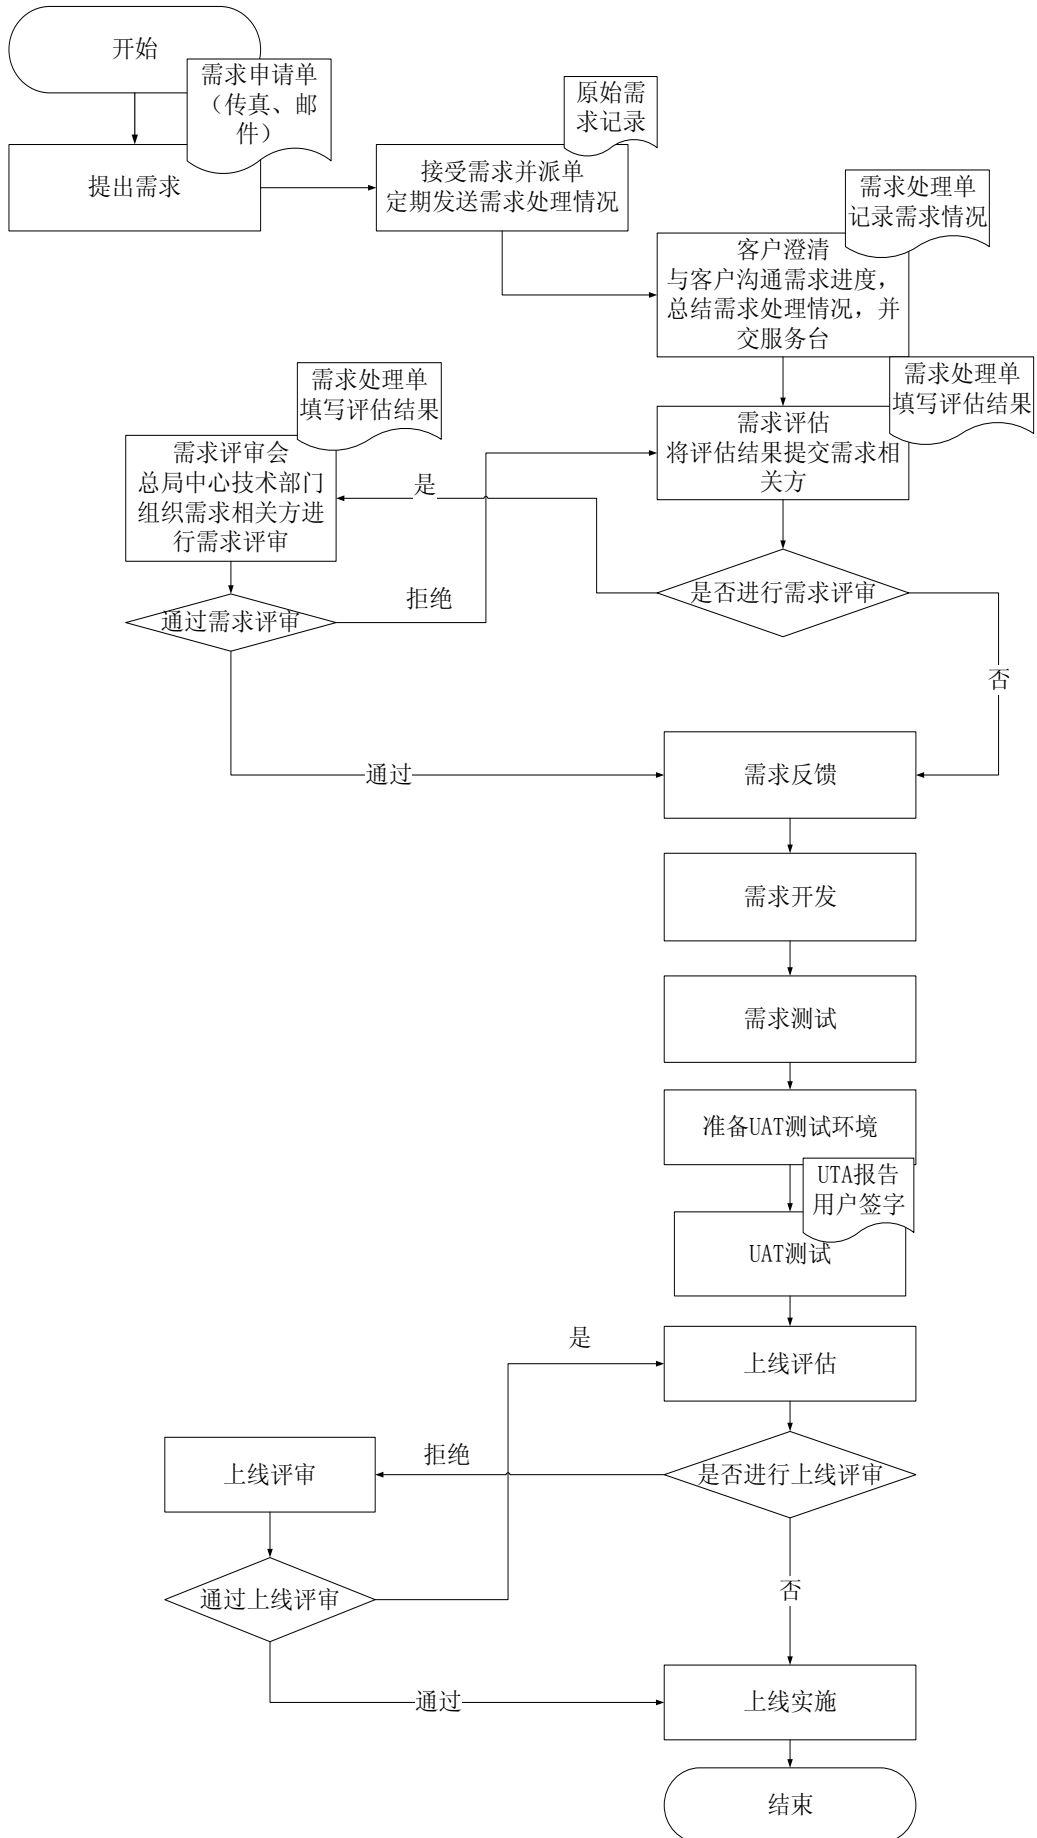 开始
需求申请单
（传真、邮
件）
提出需求
原始需
求记录
接受需求并派单
定期发送需求处理情况
需求处理单
记录需求情况
客户澄清
与客户沟通需求进度，
总结需求处理情况，并
交服务台
需求处理单
填写评估结果
需求评估
将评估结果提交需求相
关方
需求处理单
填写评估结果
需求评审会
总局中心技术部门
组织需求相关方进
行需求评审
是
是否进行需求评审
拒绝
通过需求评审
否
通过
需求反馈
需求开发
需求测试
准备UAT测试环境
UTA报告
用户签字
UAT测试
是
上线评估
拒绝
上线评审
是否进行上线评审
通过上线评审
否
通过
上线实施
结束